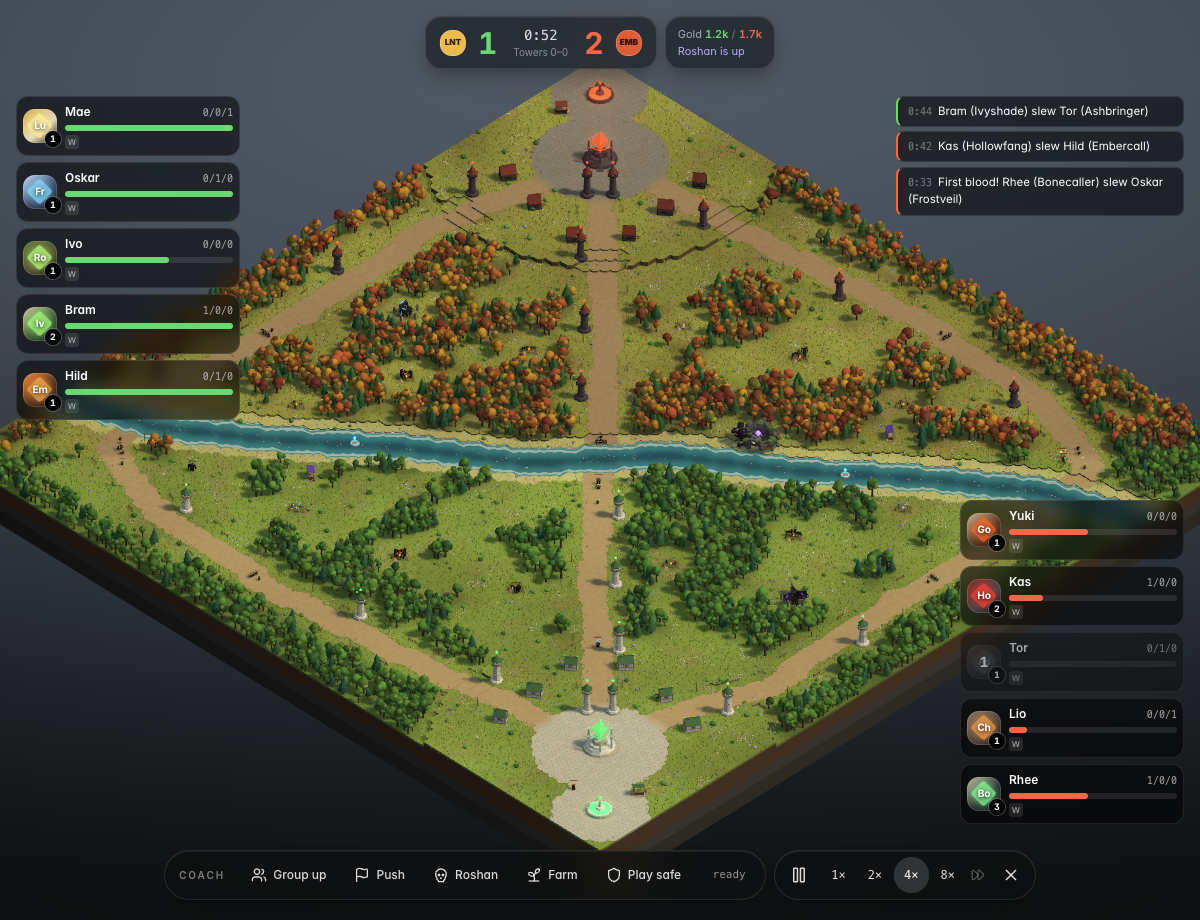 LNT 1 0:52 2 EMB
Towers 0–0
Gold 1.2k / 1.7k
Roshan is up
Lu 1 Mae 0/0/1
W
Fr 1 Oskar 0/1/0
W
Ro 1 Ivo 0/0/0
W
Iv 2 Bram 1/0/0
W
Em 1 Hild 0/1/0
W
0:44 Bram (Ivyshade) slew Tor (Ashbringer)
0:42 Kas (Hollowfang) slew Hild (Embercall)
0:33 First blood! Rhee (Bonecaller) slew Oskar
(Frostveil)
Go 1 Yuki 0/0/0
W
Ho 2 Kas 1/0/0
W
1 1 Tor 0/1/0
W
Ch 1 Lio 0/0/1
W
Bo 3 Rhee 1/0/0
W
COACH Group up Push Roshan Farm Play safe ready
1× 2× 4× 8×